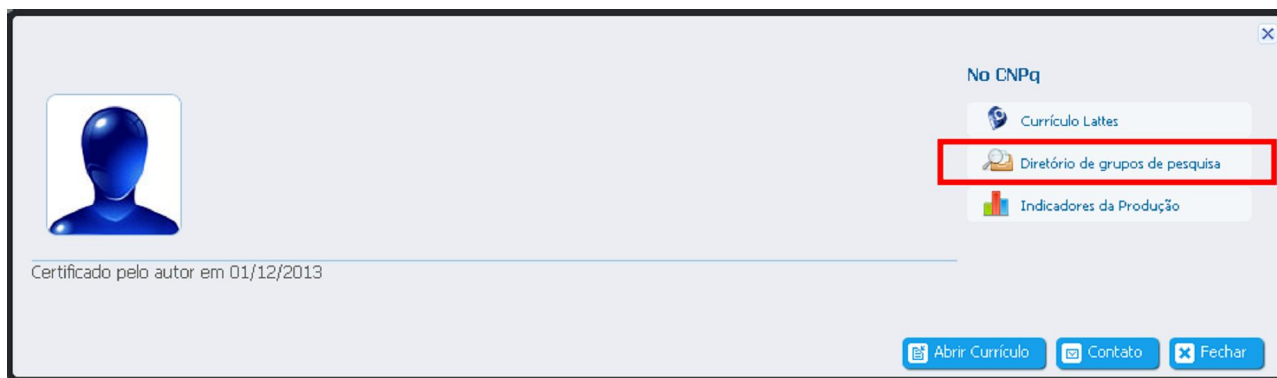 No CNPq
Currículo Lattes
Diretório de grupos de pesquisa
Indicadores da Produção
Certificado pelo autor em 01/12/2013
Abrir Currículo Contato Fechar